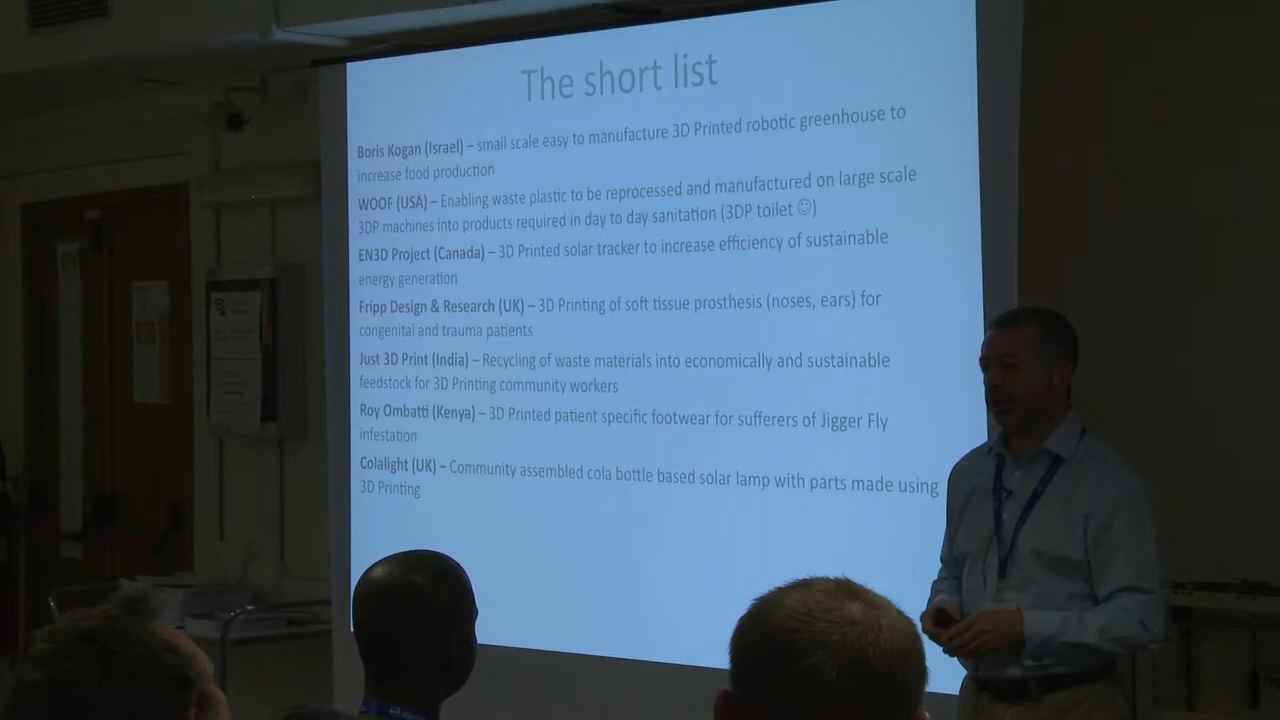 The short list
Boris Kogan (Israel) – small scale easy to manufacture 3D Printed robotic greenhouse to
increase food production
WOOF (USA) – Enabling waste plastic to be reprocessed and manufactured on large scale
3DP machines into products required in day to day sanitation (3DP toilet ☺)
EN3D Project (Canada) – 3D Printed solar tracker to increase efficiency of sustainable
energy generation
Fripp Design & Research (UK) – 3D Printing of soft tissue prosthesis (noses, ears) for
congenital and trauma patients
Just 3D Print (India) – Recycling of waste materials into economically and sustainable
feedstock for 3D Printing community workers
Roy Ombatti (Kenya) – 3D Printed patient specific footwear for sufferers of Jigger Fly
infestation
Colalight (UK) – Community assembled cola bottle based solar lamp with parts made using
3D Printing